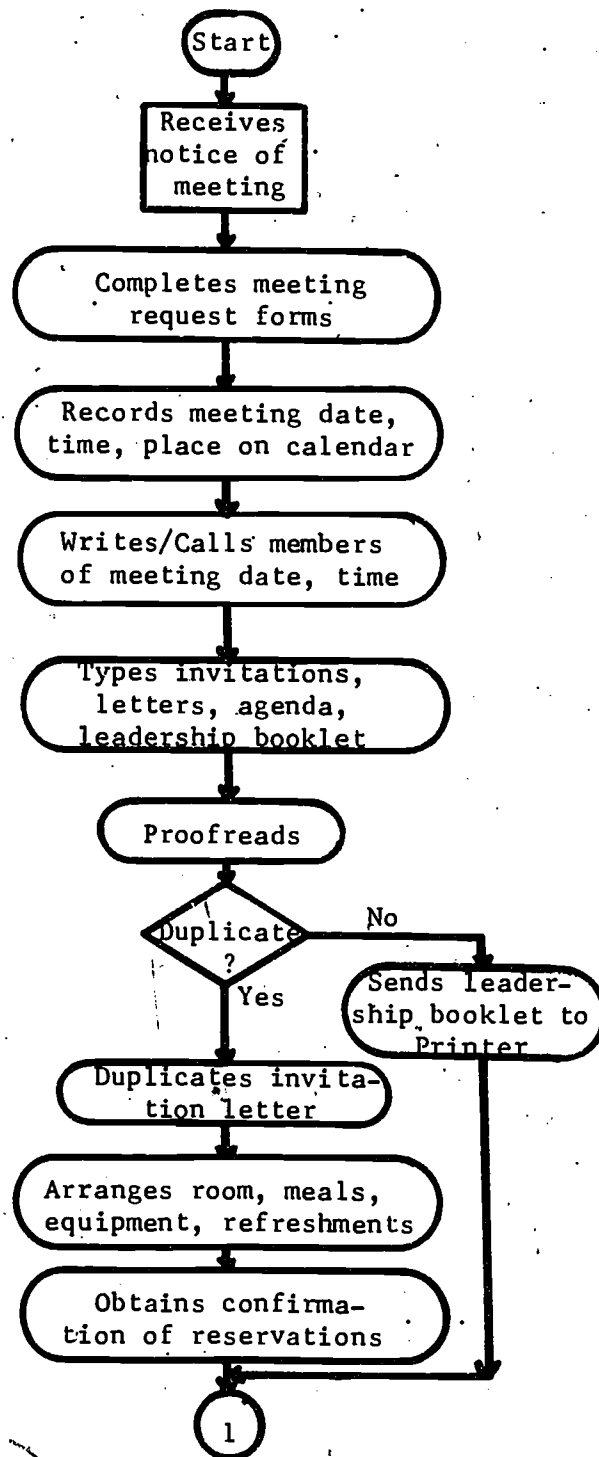 Start
Receives
notice of
meeting
Completes meeting
request forms
Records meeting date,
time, place on calendar
Writes/Calls members
of meeting date, time
Types invitations,
letters, agenda,
leadership booklet
Proofreads
Duplicate
?
No
Yes
Sends leader-
ship booklet to
Printer
Duplicates invita-
tion letter
Arranges room, meals,
equipment, refreshments
Obtains confirma-
tion of reservations
1